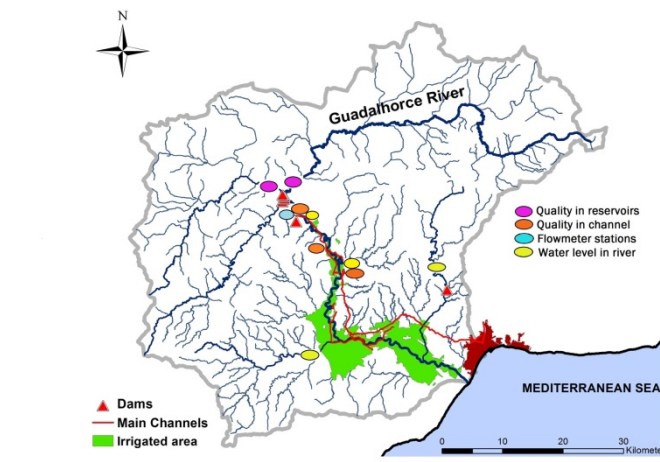 N
Guadalhorce River
Quality in reservoirs
Quality in channel
Flowmeter stations
Water level in river
MEDITERRANEAN SEA
Dams
Main Channels
Irrigated area
0 10 20 30
Kilomete